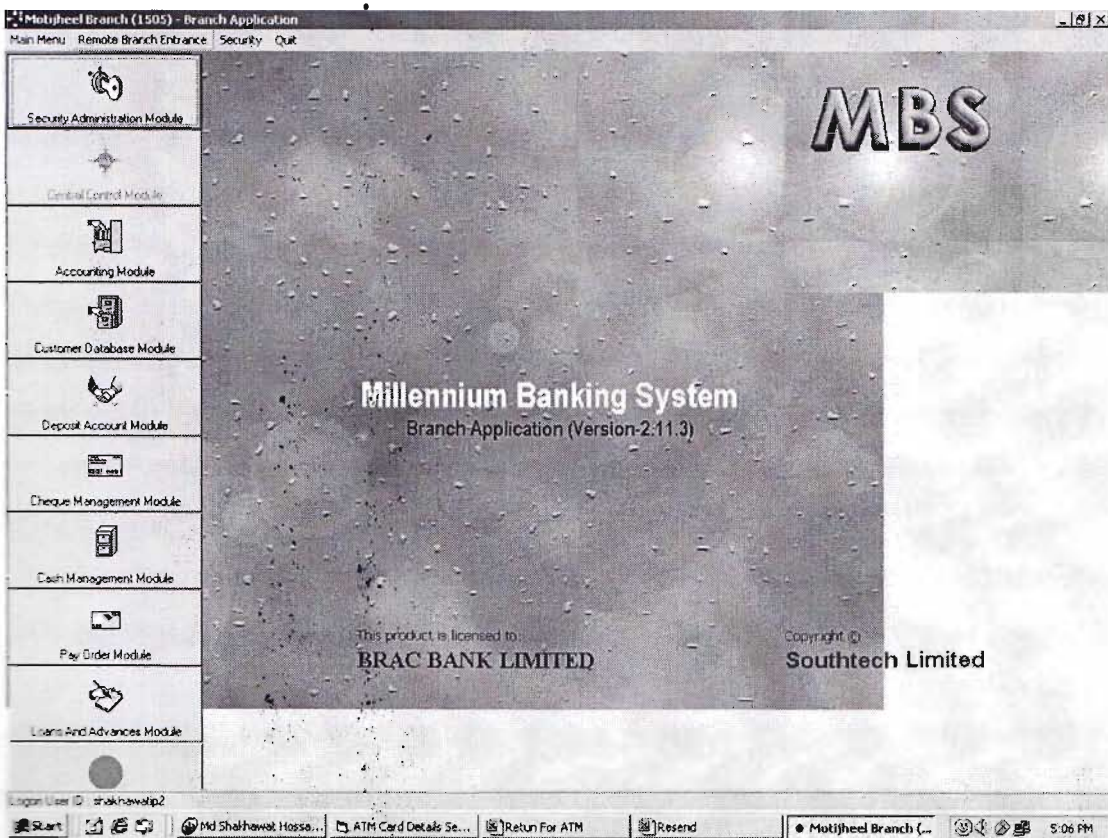 Motijheel Branch (1505) - Branch Application
Main Menu Remote Branch Entrance Security Quit
Security Administration Module
Central Control Module
Accounting Module
Customer Database Module
Deposit Account Module
Cheque Management Module
Cash Management Module
Pay Order Module
Loans And Advances Module
MBS
Millennium Banking System
Branch Application (Version-2.11.3)
This product is licensed to:
BRAC BANK LIMITED
Copyright ©
Southtech Limited
Logon User ID : shakhawatip2
Start Md Shakhawat Hossa... ATM Card Details Se... Retun For ATM Resend Motijheel Branch (... 5:06 PM